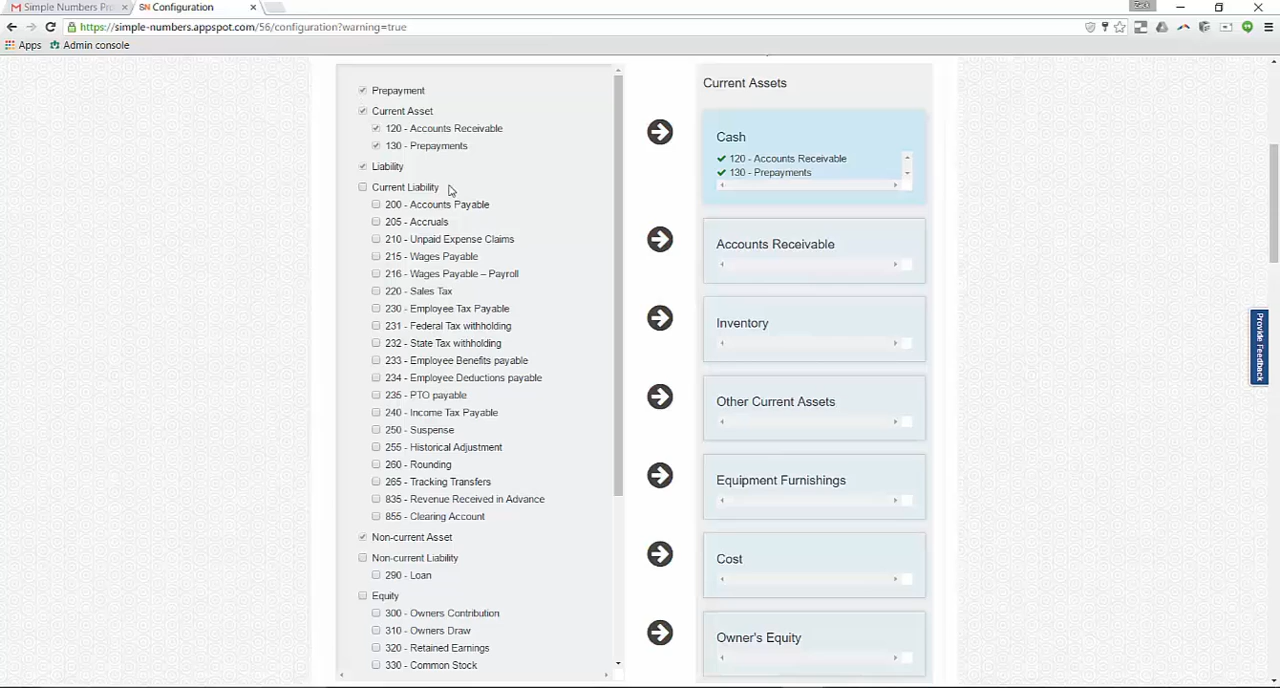 Simple Numbers Pro
Configuration
https://simple-numbers.appspot.com/56/configuration?warning=true
Apps
Admin console
Prepayment
Current Asset
120 - Accounts Receivable
130 - Prepayments
Liability
Current Liability
200 - Accounts Payable
205 - Accruals
210 - Unpaid Expense Claims
215 - Wages Payable
216 - Wages Payable – Payroll
220 - Sales Tax
230 - Employee Tax Payable
231 - Federal Tax withholding
232 - State Tax withholding
233 - Employee Benefits payable
234 - Employee Deductions payable
235 - PTO payable
240 - Income Tax Payable
250 - Suspense
255 - Historical Adjustment
260 - Rounding
265 - Tracking Transfers
835 - Revenue Received in Advance
855 - Clearing Account
Non-current Asset
Non-current Liability
290 - Loan
Equity
300 - Owners Contribution
310 - Owners Draw
320 - Retained Earnings
330 - Common Stock
Current Assets
Cash
120 - Accounts Receivable
130 - Prepayments
Accounts Receivable
Inventory
Other Current Assets
Equipment Furnishings
Cost
Owner's Equity
Provide Feedback